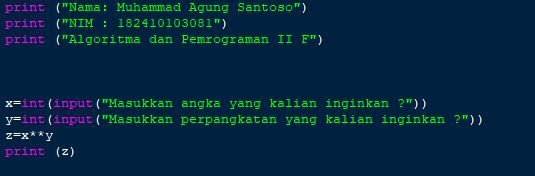 print ("Nama: Muhammad Agung Santoso")
print ("NIM : 182410103081")
print ("Algoritma dan Pemrograman II F")
x=int(input("Masukkan angka yang kalian inginkan ?"))
y=int(input("Masukkan perpangkatan yang kalian inginkan ?"))
z=x**y
print (z)